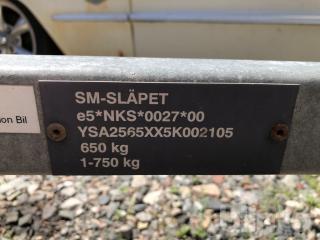 SM-SLÄPET
e5*NKS*0027*00
on Bil
YSA2565XX5K002105
650 kg
1-750 kg